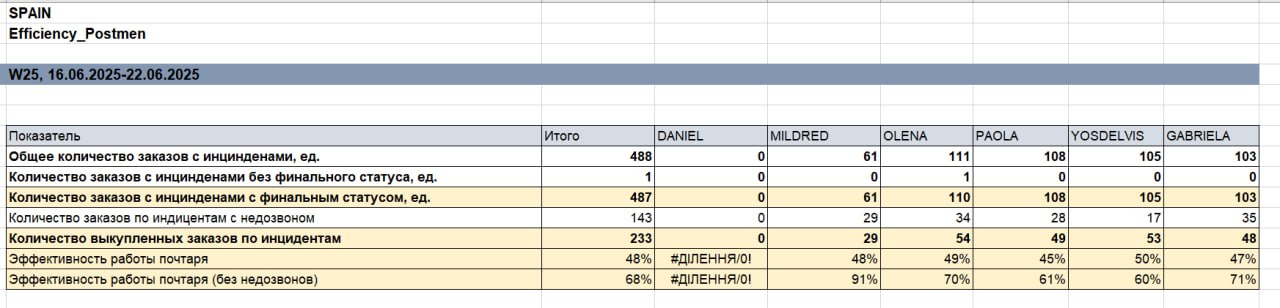 SPAIN
Efficiency_Postmen
W25, 16.06.2025-22.06.2025
Показатель Итого DANIEL MILDRED OLENA PAOLA YOSDELVIS GABRIELA
Общее количество заказов с инцинденами, ед. 488 0 61 111 108 105 103
Количество заказов с инцинденами без финального статуса, ед. 1 0 0 1 0 0 0
Количество заказов с инцинденами с финальным статусом, ед. 487 0 61 110 108 105 103
Количество заказов по индицентам с недозвоном 143 0 29 34 28 17 35
Количество выкупленных заказов по инцидентам 233 0 29 54 49 53 48
Эффективность работы почтаря 48% #ДІЛЕННЯ/0! 48% 49% 45% 50% 47%
Эффективность работы почтаря (без недозвонов) 68% #ДІЛЕННЯ/0! 91% 70% 61% 60% 71%